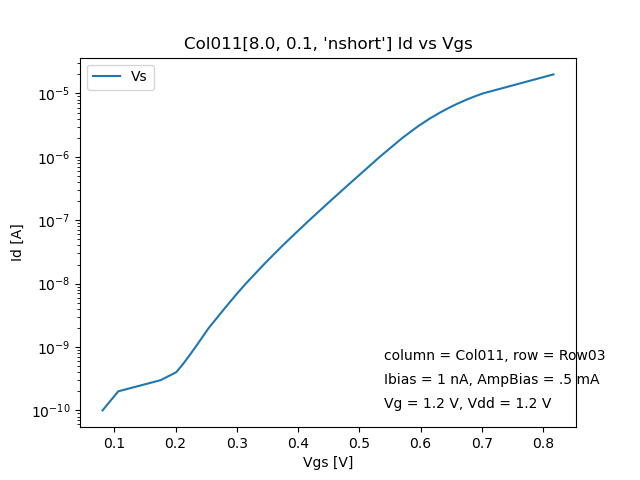 Col011[8.0, 0.1, 'nshort'] Id vs Vgs
Vs
10⁻⁵
10⁻⁶
10⁻⁷
10⁻⁸
10⁻⁹
10⁻¹⁰
Id [A]
column = Col011, row = Row03
Ibias = 1 nA, AmpBias = .5 mA
Vg = 1.2 V, Vdd = 1.2 V
0.1 0.2 0.3 0.4 0.5 0.6 0.7 0.8
Vgs [V]